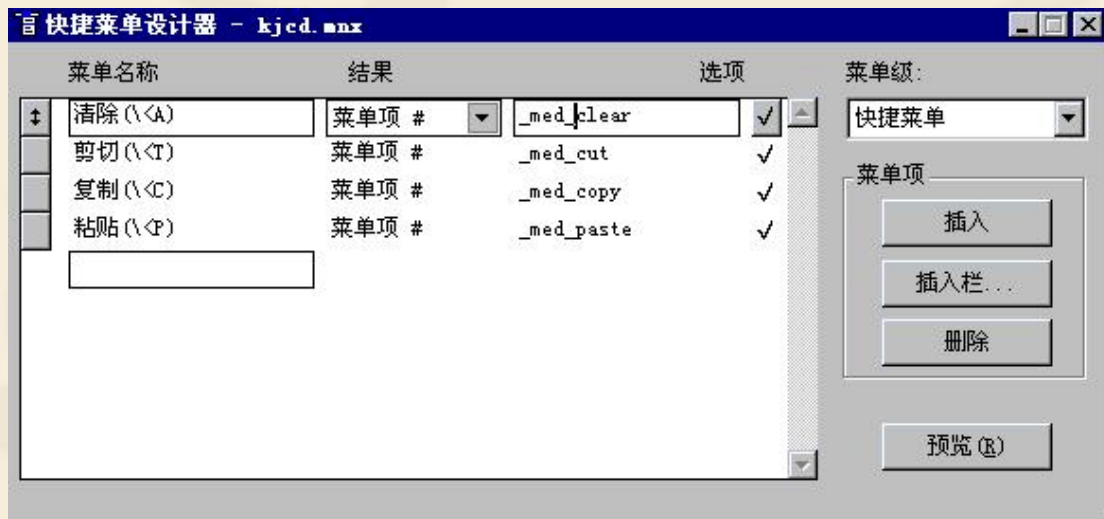 快捷菜单设计器 - kjcd.mnx
菜单名称 结果 选项 菜单级:
清除(\<A) 菜单项 # _med_clear √ 快捷菜单
剪切(\<T) 菜单项 # _med_cut √
复制(\<C) 菜单项 # _med_copy √
粘贴(\<P) 菜单项 # _med_paste √
菜单项
插入
插入栏...
删除
预览(R)